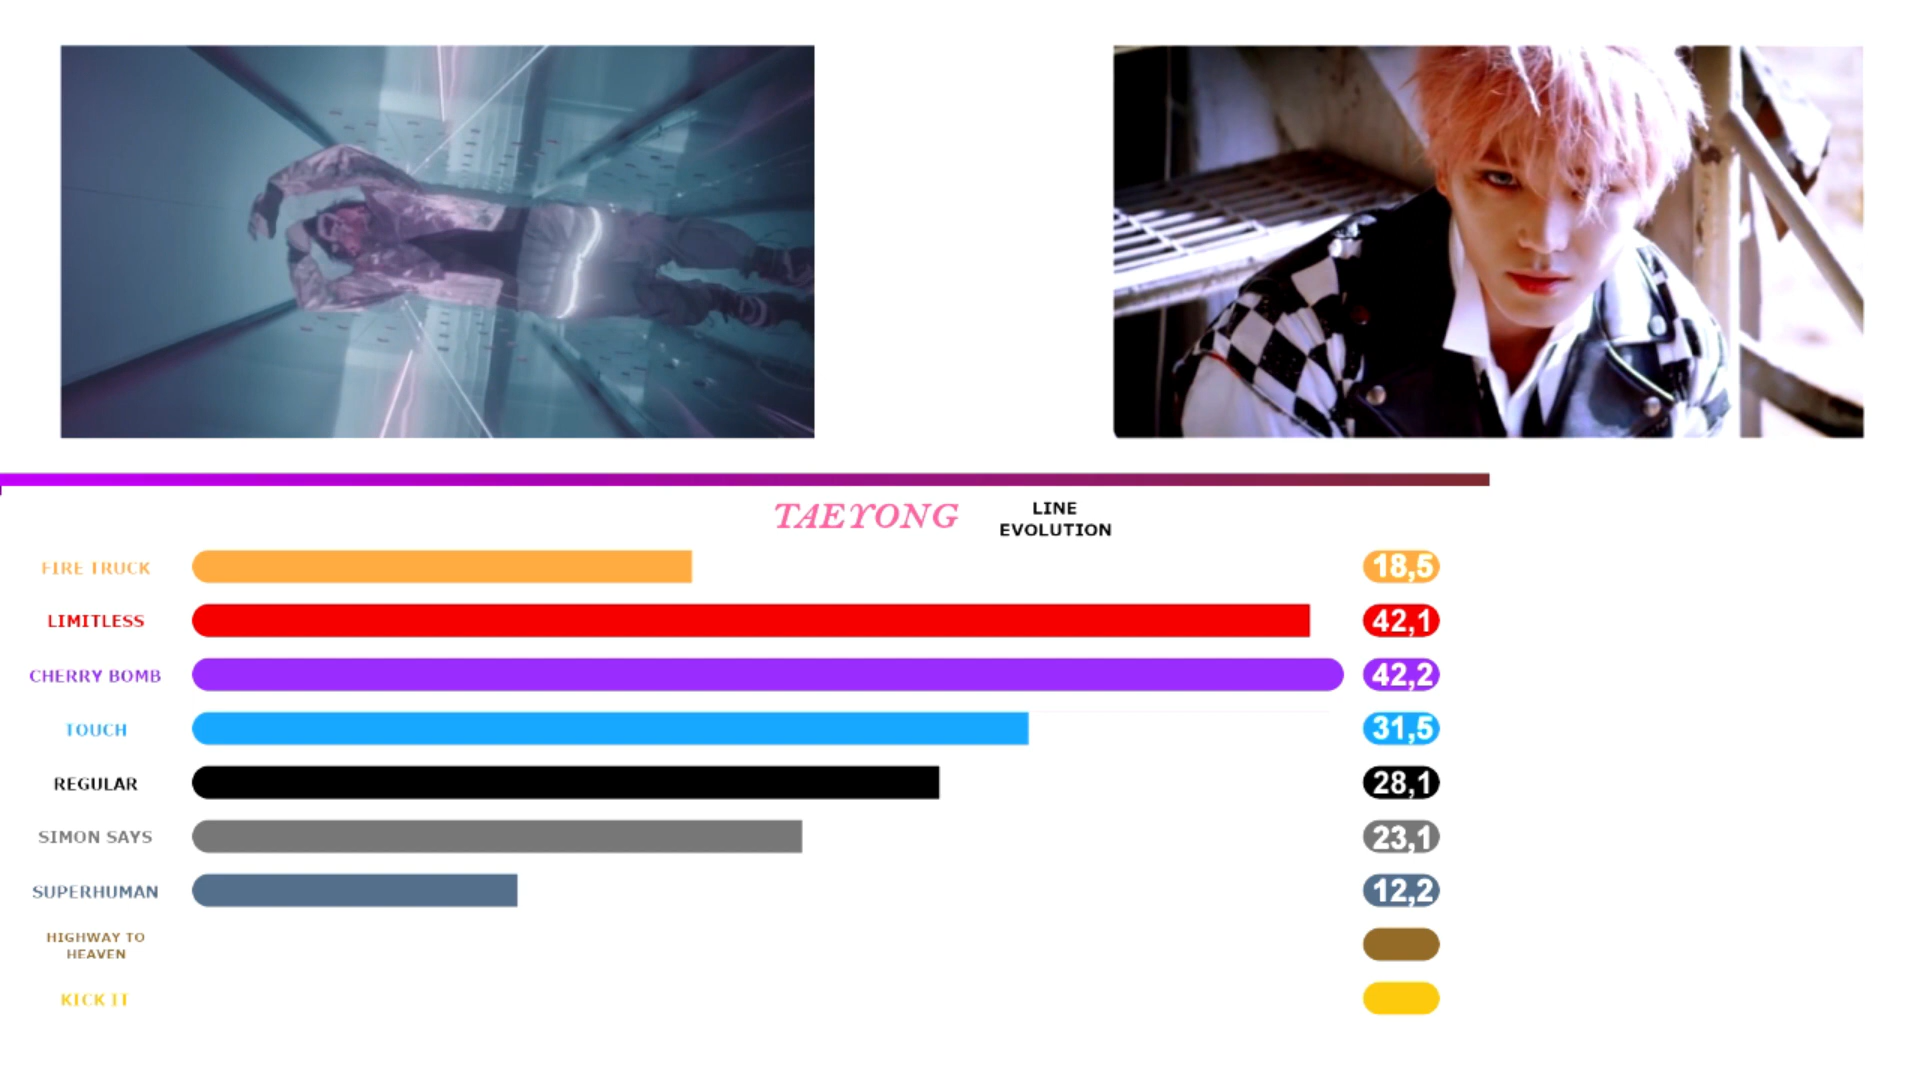 TAEYONG
LINE
EVOLUTION
FIRE TRUCK
18,5
LIMITLESS
42,1
CHERRY BOMB
42,2
TOUCH
31,5
REGULAR
28,1
SIMON SAYS
23,1
SUPERHUMAN
12,2
HIGHWAY TO
HEAVEN
KICK IT